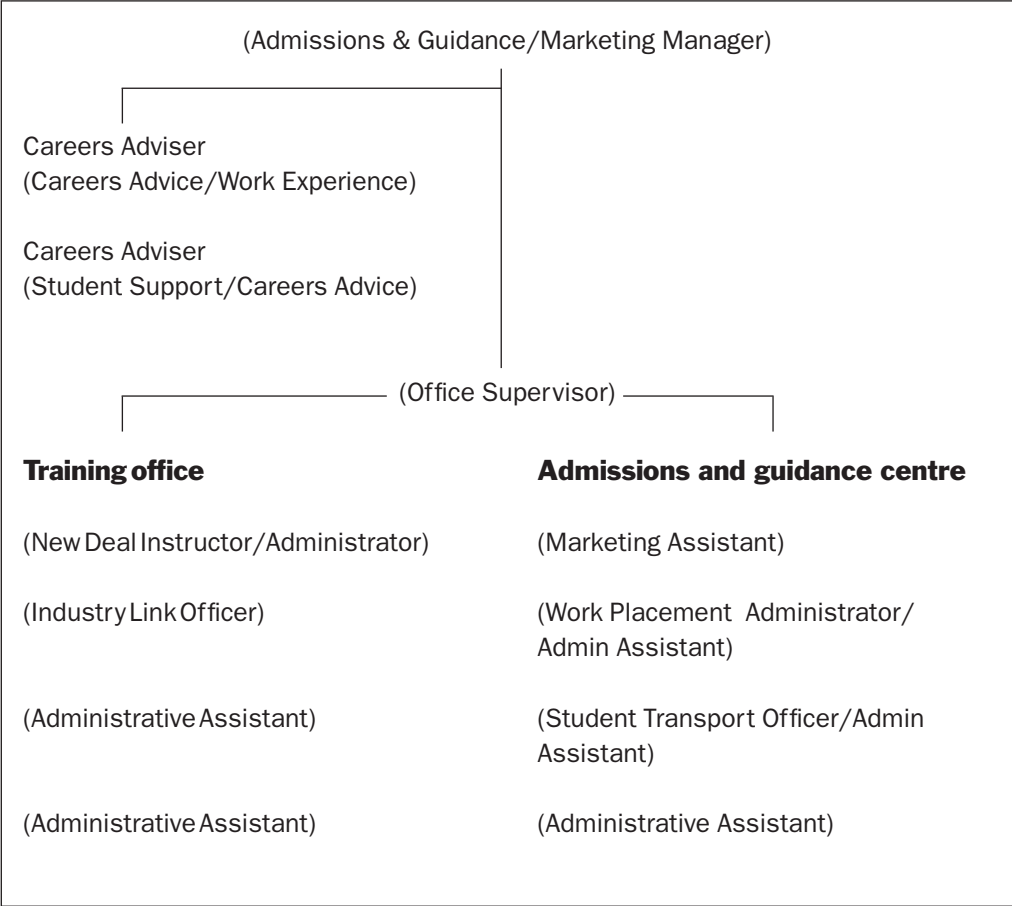 (Admissions & Guidance/Marketing Manager)
Careers Adviser
(Careers Advice/Work Experience)
Careers Adviser
(Student Support/Careers Advice)
(Office Supervisor)
Training office
(New Deal Instructor/Administrator)
(Industry Link Officer)
(Administrative Assistant)
(Administrative Assistant)
Admissions and guidance centre
(Marketing Assistant)
(Work Placement Administrator/
Admin Assistant)
(Student Transport Officer/Admin
Assistant)
(Administrative Assistant)